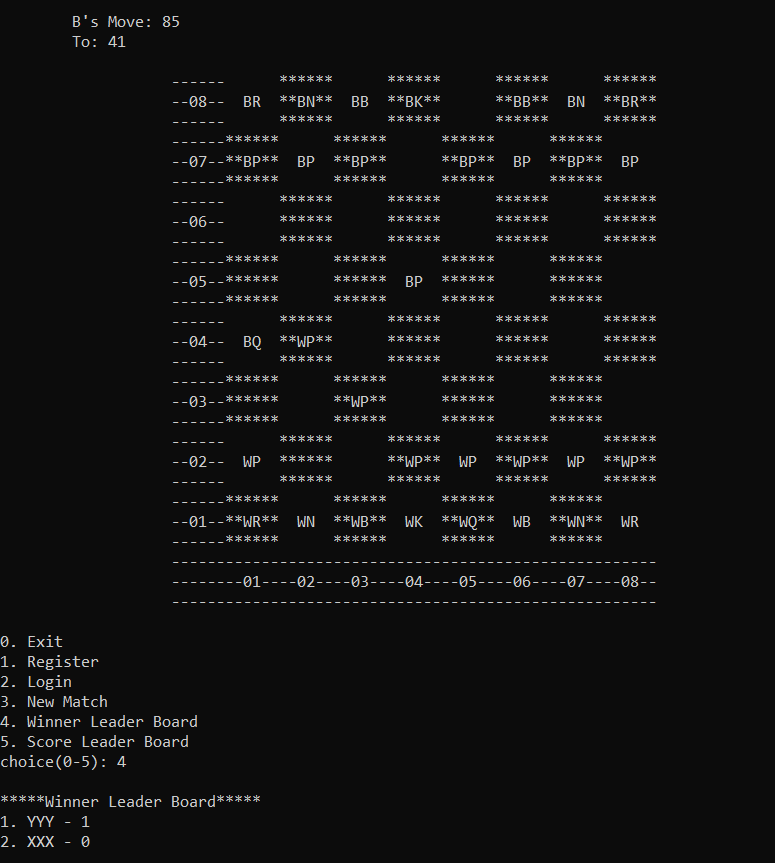 B's Move: 85
To: 41
------      ******      ******      ******      ******
--08--  BR  **BN**  BB  **BK**      **BB**  BN  **BR**
------      ******      ******      ******      ******
------******      ******      ******      ******
--07--**BP**  BP  **BP**      **BP**  BP  **BP**  BP
------******      ******      ******      ******
------      ******      ******      ******      ******
--06--      ******      ******      ******      ******
------      ******      ******      ******      ******
------******      ******      ******      ******
--05--******      ******  BP  ******      ******
------******      ******      ******      ******
------      ******      ******      ******      ******
--04--  BQ  **WP**      ******      ******      ******
------      ******      ******      ******      ******
------******      ******      ******      ******
--03--******      **WP**      ******      ******
------******      ******      ******      ******
------      ******      ******      ******      ******
--02--  WP  ******      **WP**  WP  **WP**  WP  **WP**
------      ******      ******      ******      ******
------******      ******      ******      ******
--01--**WR**  WN  **WB**  WK  **WQ**  WB  **WN**  WR
------******      ******      ******      ******
------------------------------------------------------
--------01----02----03----04----05----06----07----08--
------------------------------------------------------
0. Exit
1. Register
2. Login
3. New Match
4. Winner Leader Board
5. Score Leader Board
choice(0-5): 4
*****Winner Leader Board*****
1. YYY - 1
2. XXX - 0